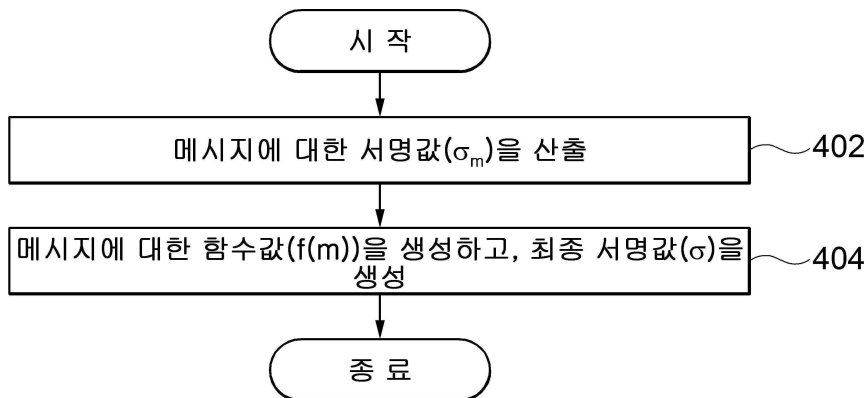 시 작
메시지에 대한 서명값(σm)을 산출
402
메시지에 대한 함수값(f(m))을 생성하고, 최종 서명값(σ)을
생성
404
종 료